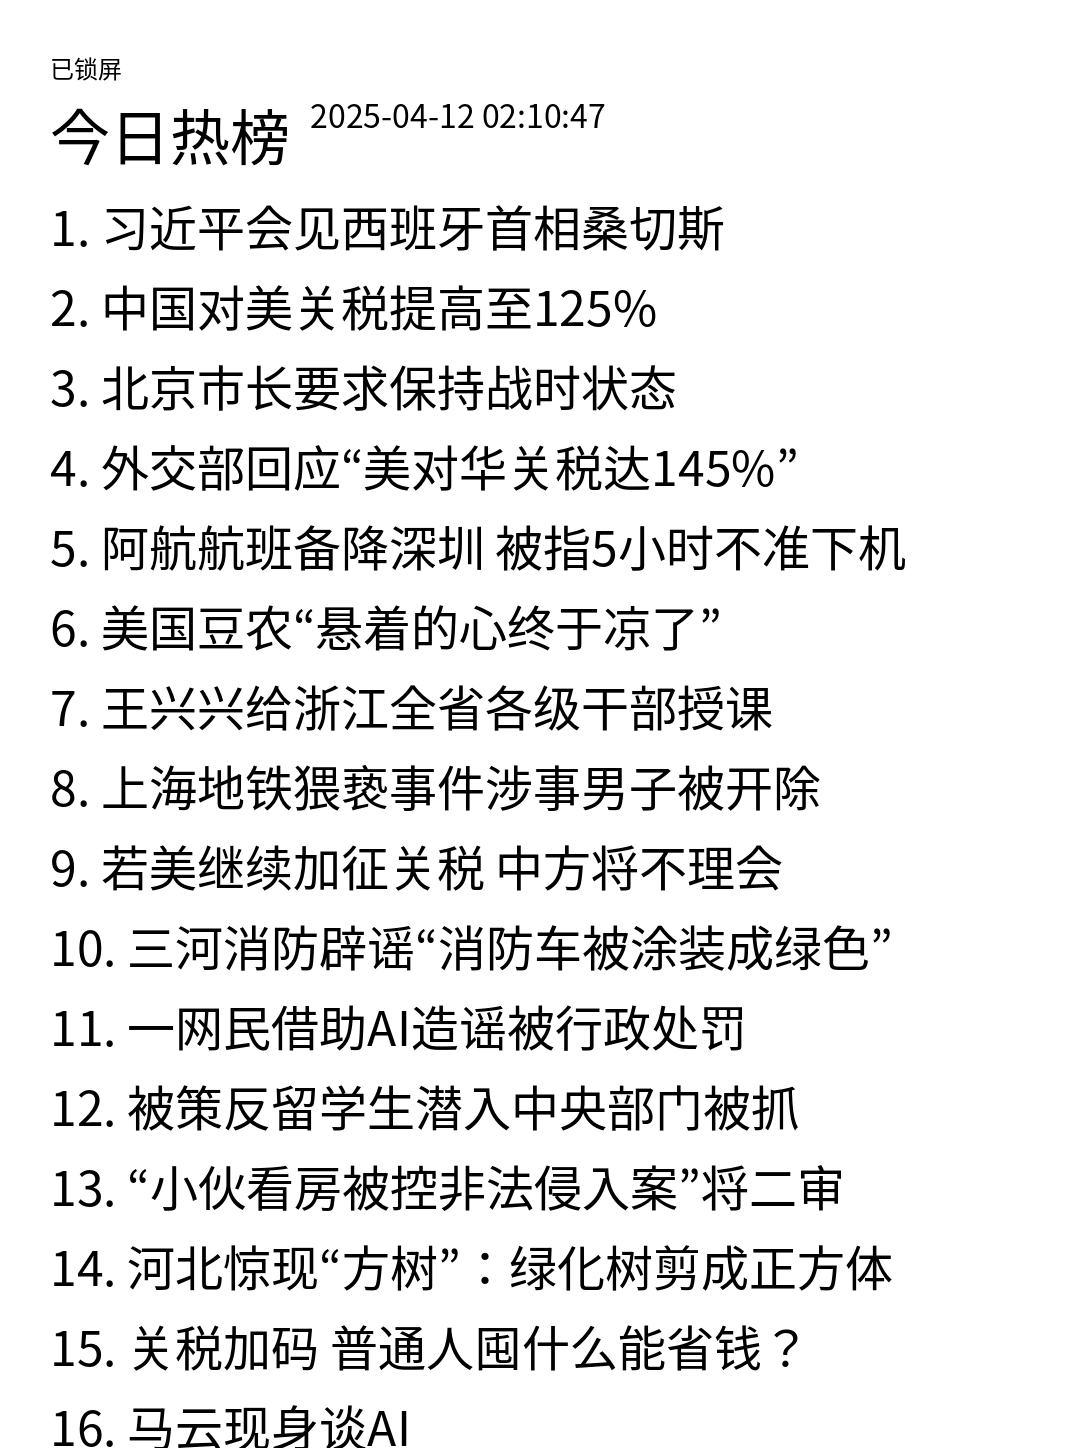 已锁屏
今日热榜 2025-04-12 02:10:47
1. 习近平会见西班牙首相桑切斯
2. 中国对美关税提高至125%
3. 北京市长要求保持战时状态
4. 外交部回应“美对华关税达145%”
5. 阿航航班备降深圳 被指5小时不准下机
6. 美国豆农“悬着的心终于凉了”
7. 王兴兴给浙江全省各级干部授课
8. 上海地铁猥亵事件涉事男子被开除
9. 若美继续加征关税 中方将不理会
10. 三河消防辟谣“消防车被涂装成绿色”
11. 一网民借助AI造谣被行政处罚
12. 被策反留学生潜入中央部门被抓
13. “小伙看房被控非法侵入案”将二审
14. 河北惊现“方树”：绿化树剪成正方体
15. 关税加码 普通人囤什么能省钱？
16. 马云现身谈AI